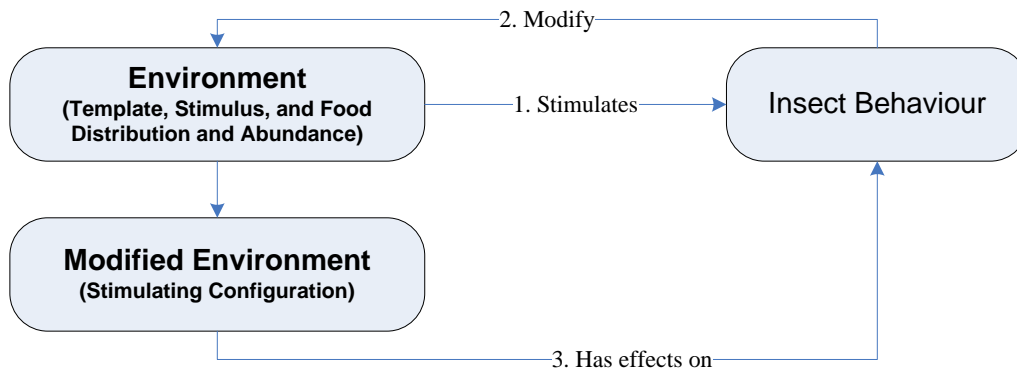 2. Modify
Environment
(Template, Stimulus, and Food
Distribution and Abundance)
1. Stimulates
Insect Behaviour
Modified Environment
(Stimulating Configuration)
3. Has effects on